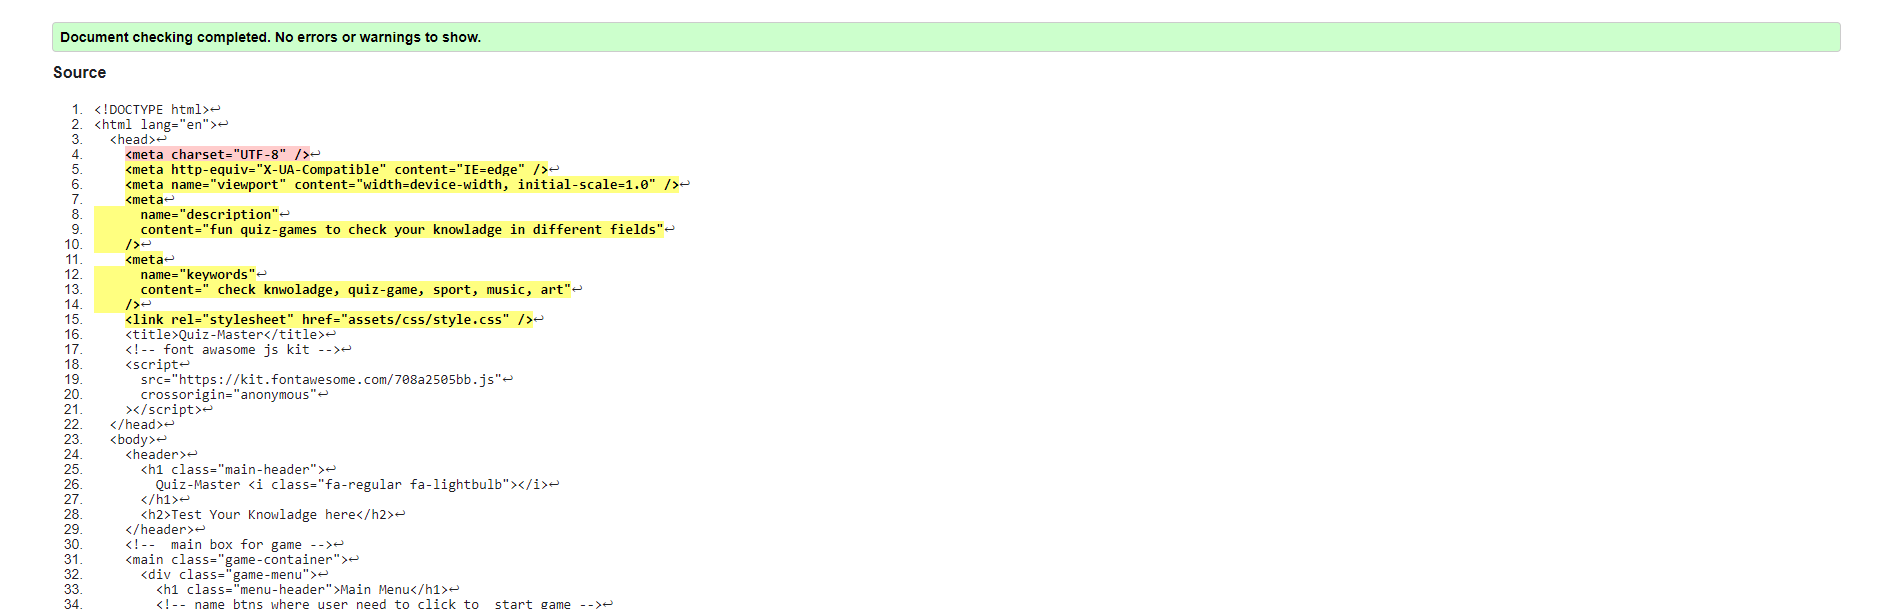 Document checking completed. No errors or warnings to show.
Source
1. <!DOCTYPE html>↩
2. <html lang="en">↩
3. <head>↩
4. <meta charset="UTF-8" />↩
5. <meta http-equiv="X-UA-Compatible" content="IE=edge" />↩
6. <meta name="viewport" content="width=device-width, initial-scale=1.0" />↩
7. <meta↩
8. name="description"↩
9. content="fun quiz-games to check your knowladge in different fields"↩
10. />↩
11. <meta↩
12. name="keywords"↩
13. content=" check knwoladge, quiz-game, sport, music, art"↩
14. />↩
15. <link rel="stylesheet" href="assets/css/style.css" />↩
16. <title>Quiz-Master</title>↩
17. <!-- font awasome js kit -->↩
18. <script↩
19. src="https://kit.fontawesome.com/708a2505bb.js"↩
20. crossorigin="anonymous"↩
21. ></script>↩
22. </head>↩
23. <body>↩
24. <header>↩
25. <h1 class="main-header">↩
26. Quiz-Master <i class="fa-regular fa-lightbulb"></i>↩
27. </h1>↩
28. <h2>Test Your Knowladge here</h2>↩
29. </header>↩
30. <!--  main box for game -->↩
31. <main class="game-container">↩
32. <div class="game-menu">↩
33. <h1 class="menu-header">Main Menu</h1>↩
34. <!-- name btns where user need to click to  start game -->↩